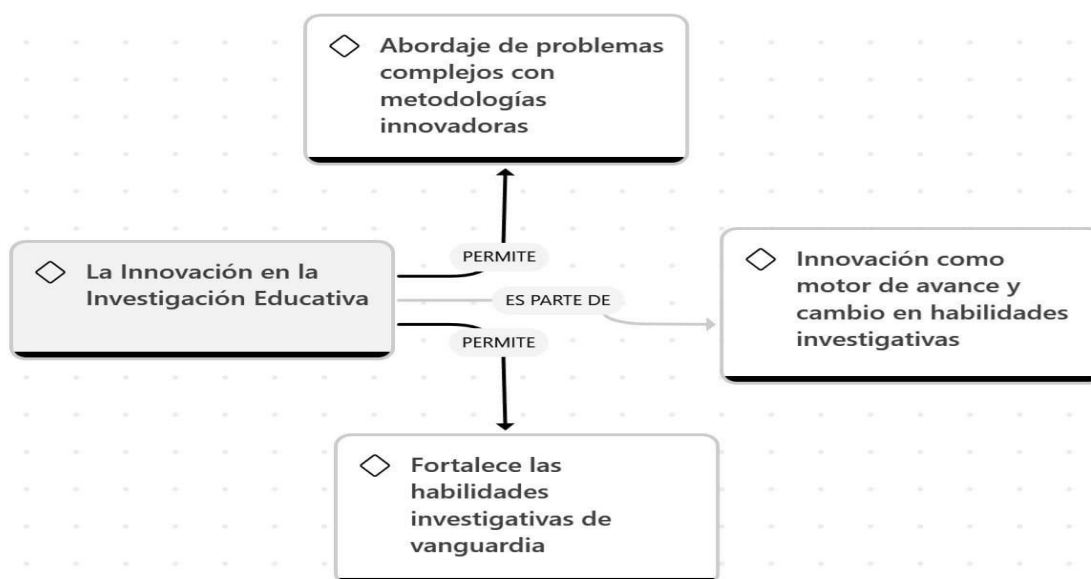 Abordaje de problemas
complejos con
metodologías
innovadoras
PERMITE
La Innovación en la
Investigación Educativa
ES PARTE DE
Innovación como
motor de avance y
cambio en habilidades
investigativas
PERMITE
Fortalece las
habilidades
investigativas de
vanguardia